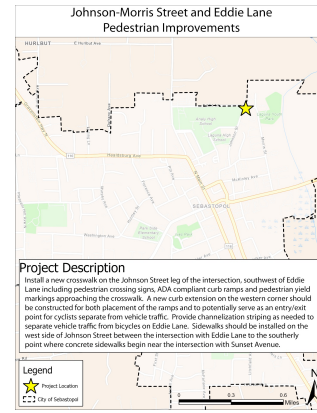 Johnson-Morris Street and Eddie Lane
Pedestrian Improvements
HURLBUT
E Hurlbut Ave
Healdsburg Ave
McKinley Ave
SEBASTOPOL
Washington Ave
Project Description
Install a new crosswalk on the Johnson Street leg of the intersection, southwest of Eddie
Lane including pedestrian crossing signs, ADA compliant curb ramps and pedestrian yield
markings approaching the crosswalk. A new curb extension on the western corner should
be constructed for both placement of the ramps and to potentially serve as an entry/exit
point for cyclists separate from vehicle traffic. Provide channelization striping as needed to
separate vehicle traffic from bicycles on Eddie Lane. Sidewalks should be installed on the
west side of Johnson Street between the intersection with Eddie Lane to the southerly
point where concrete sidewalks begin near the intersection with Sunset Avenue.
Legend
Project Location
City of Sebastopol
0 0.3 0.6
Miles
N